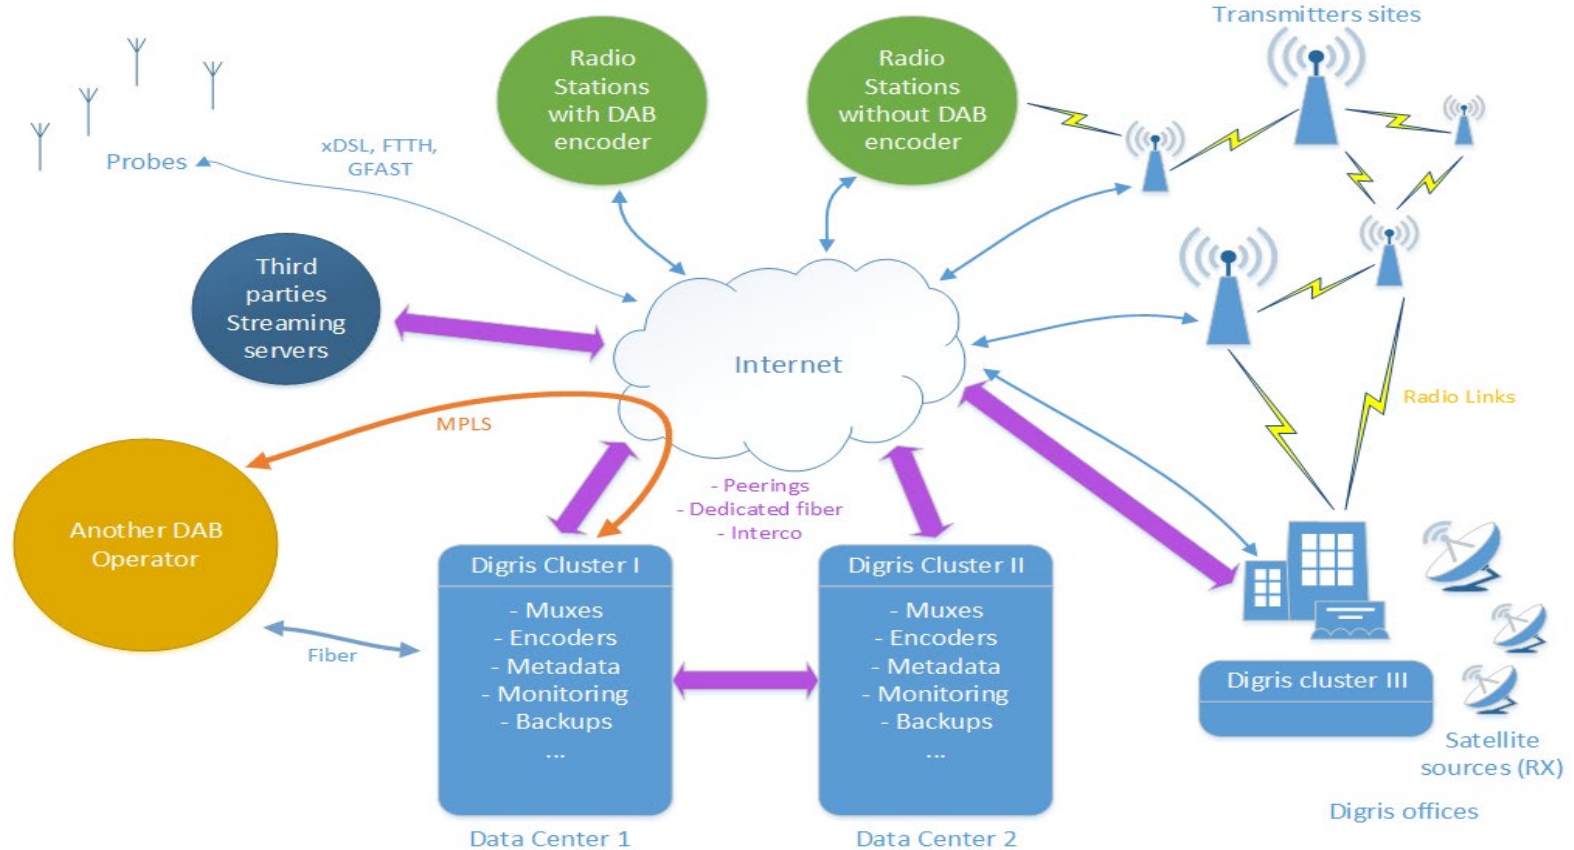 Transmitters sites
Radio
Stations
with DAB
encoder
Radio
Stations
without DAB
encoder
Probes
xDSL, FTTH,
GFAST
Third
parties
Streaming
servers
Internet
Radio Links
MPLS
- Peerings
- Dedicated fiber
- Interco
Another DAB
Operator
Fiber
Digris Cluster I
- Muxes
- Encoders
- Metadata
- Monitoring
- Backups
...
Data Center 1
Digris Cluster II
- Muxes
- Encoders
- Metadata
- Monitoring
- Backups
...
Data Center 2
Digris cluster III
Satellite
sources (RX)
Digris offices